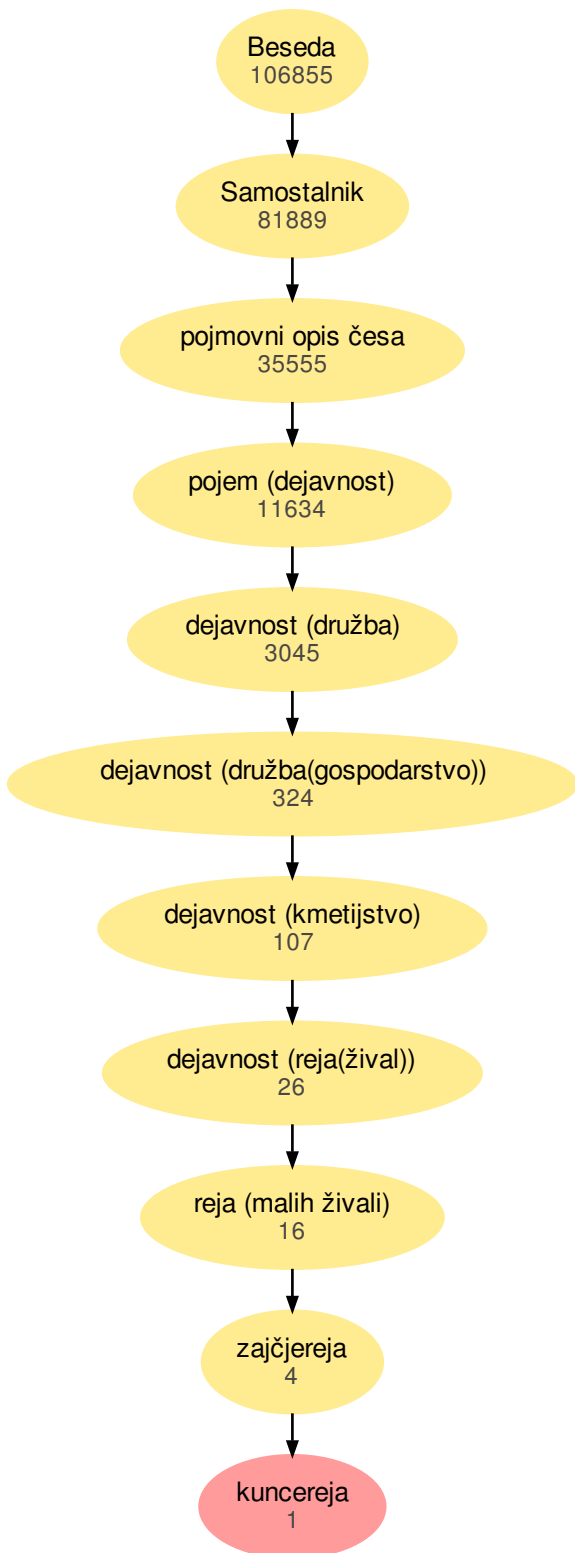 Beseda
106855
Samostalnik
81889
pojmovni opis česa
35555
pojem (dejavnost)
11634
dejavnost (družba)
3045
dejavnost (družba(gospodarstvo))
324
dejavnost (kmetijstvo)
107
dejavnost (reja(žival))
26
reja (malih živali)
16
zajčjereja
4
kuncereja
1